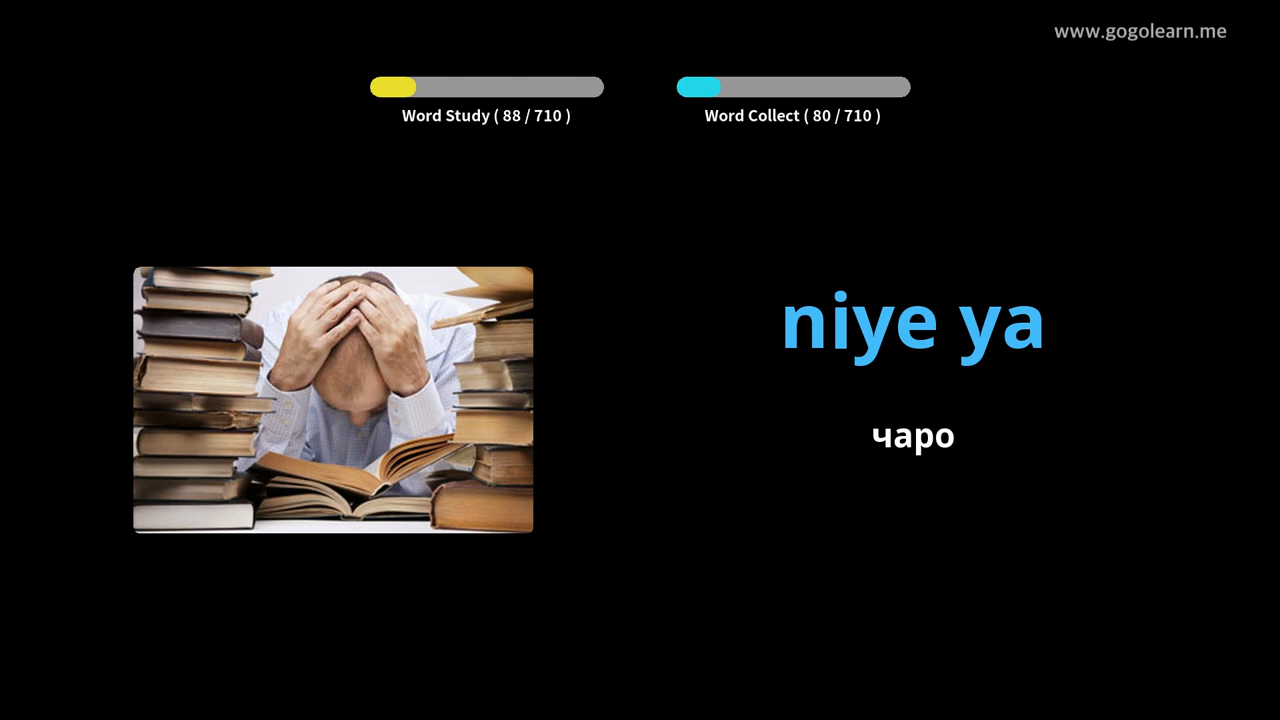 www.gogolearn.me
Word Study ( 88 / 710 )
Word Collect ( 80 / 710 )
niye ya
чаро